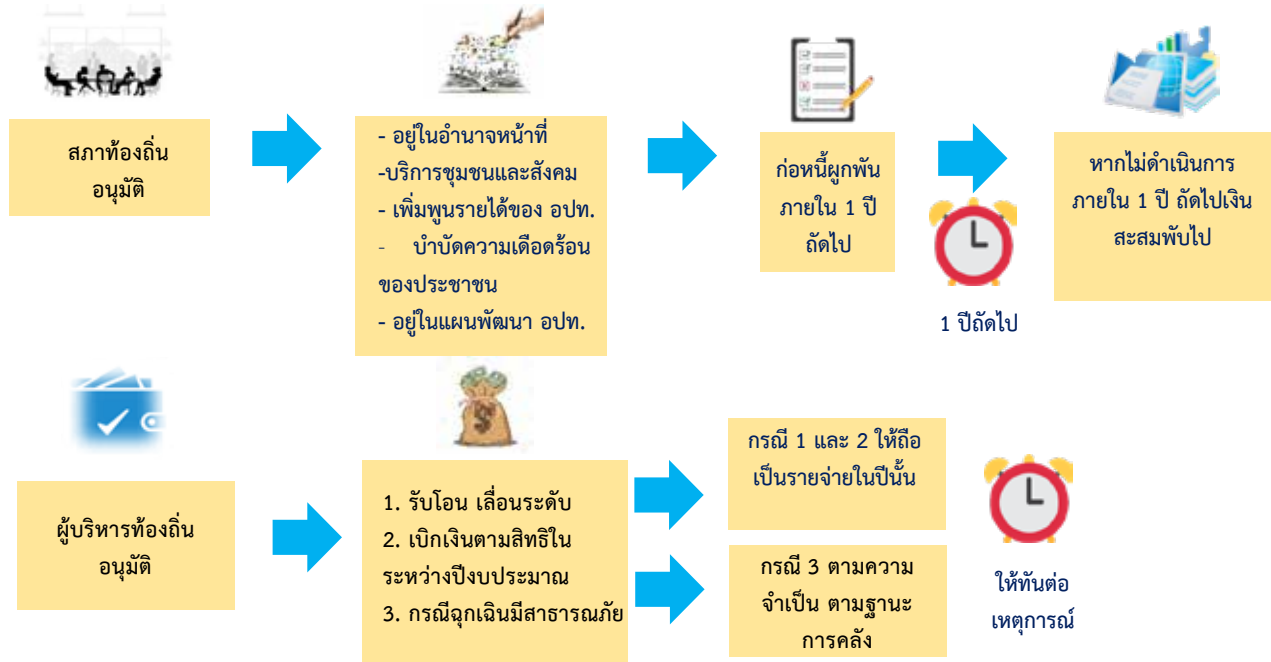 สภาท้องถิ่น
อนุมัติ
- อยู่ในอำนาจหน้าที่
-บริการชุมชนและสังคม
- เพิ่มพูนรายได้ของ อปท.
- บำบัดความเดือดร้อน
ของประชาชน
- อยู่ในแผนพัฒนา อปท.
ก่อหนี้ผูกพัน
ภายใน 1 ปี
ถัดไป
1 ปีถัดไป
หากไม่ดำเนินการ
ภายใน 1 ปี ถัดไปเงิน
สะสมพับไป
ผู้บริหารท้องถิ่น
อนุมัติ
1. รับโอน เลื่อนระดับ
2. เบิกเงินตามสิทธิใน
ระหว่างปีงบประมาณ
3. กรณีฉุกเฉินมีสาธารณภัย
กรณี 1 และ 2 ให้ถือ
เป็นรายจ่ายในปีนั้น
กรณี 3 ตามความ
จำเป็น ตามฐานะ
การคลัง
ให้ทันต่อ
เหตุการณ์